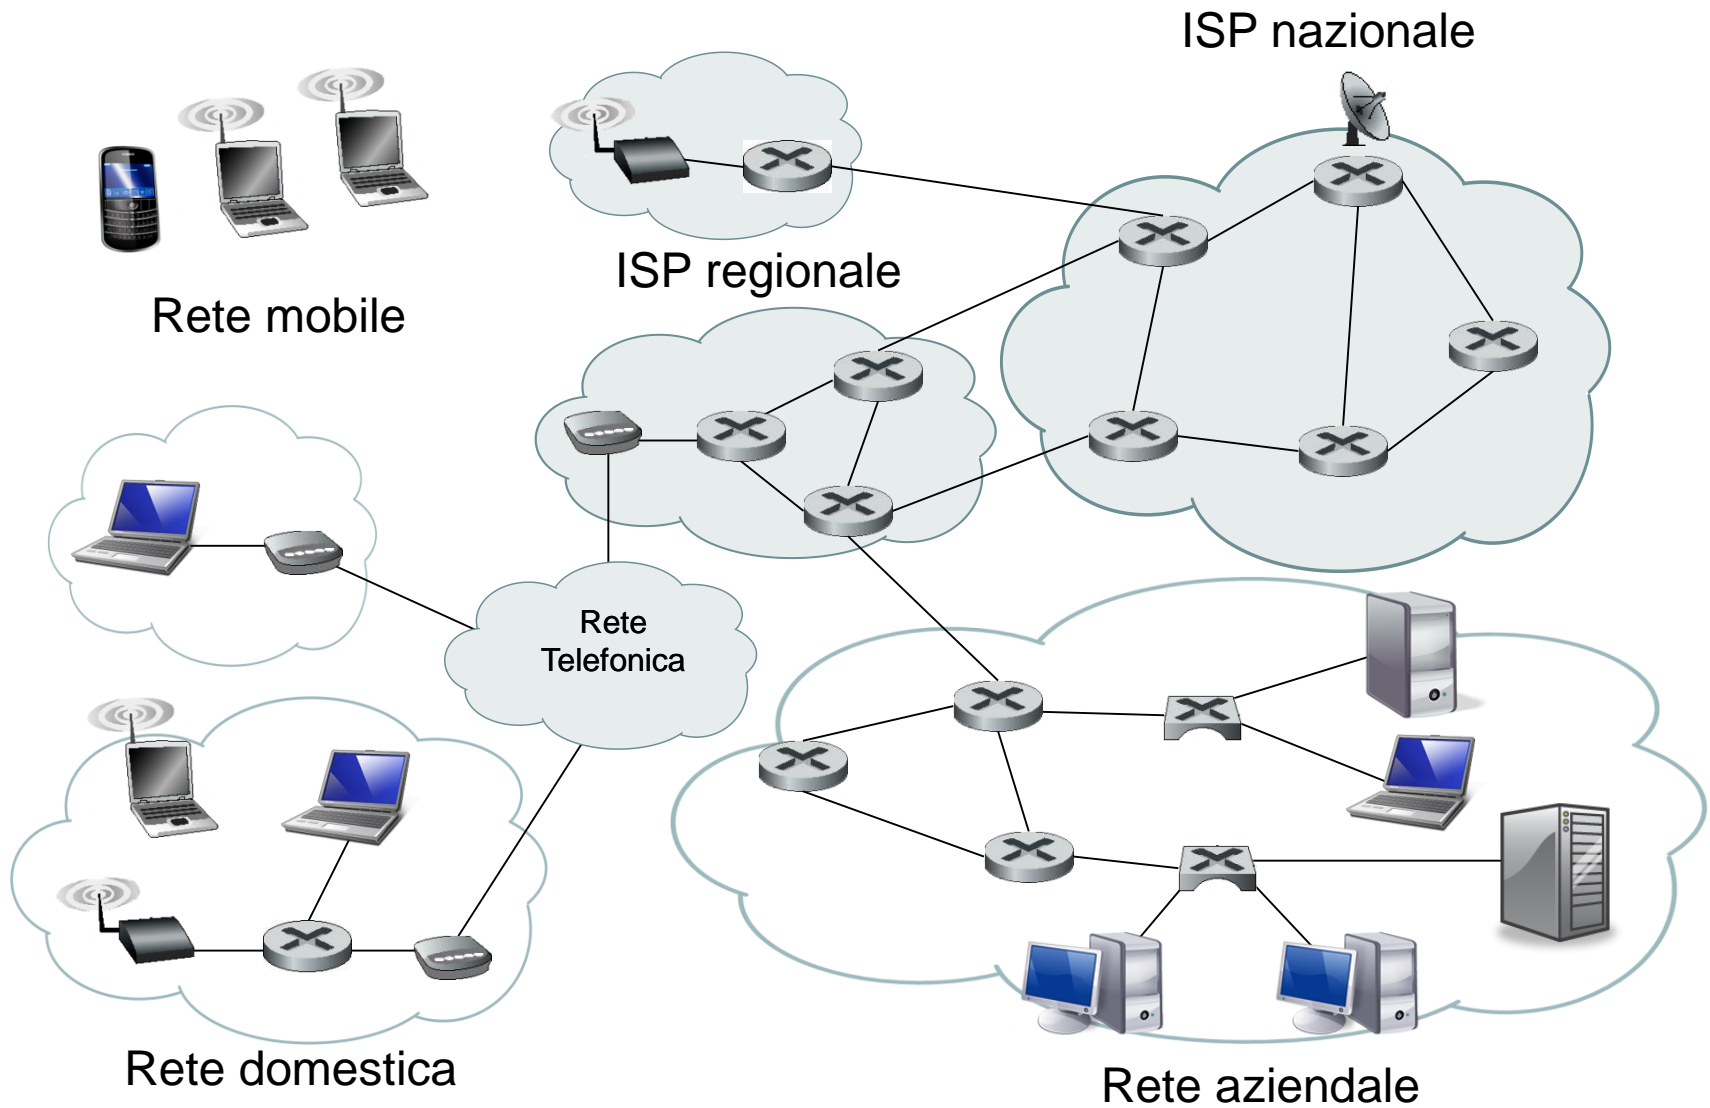 ISP nazionale
ISP regionale
Rete mobile
Rete
Telefonica
Rete domestica
Rete aziendale